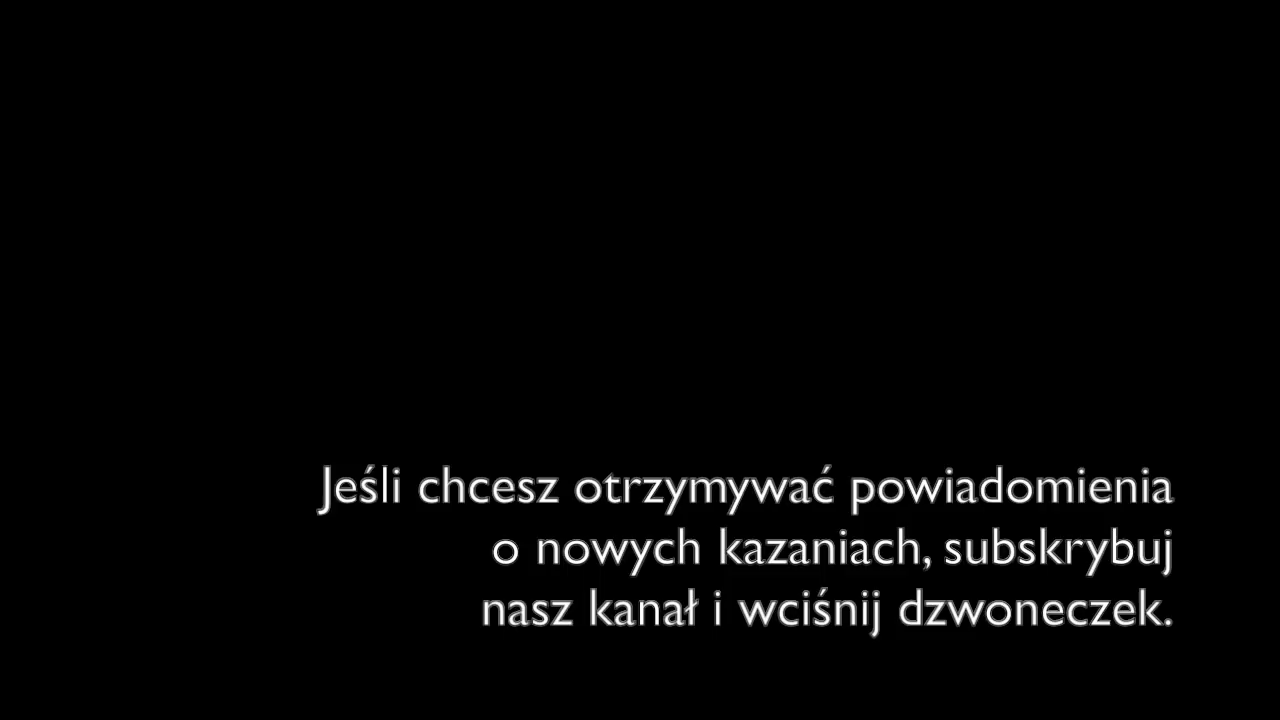 Jeśli chcesz otrzymywać powiadomienia
o nowych kazaniach, subskrybuj
nasz kanał i wciśnij dzwoneczek.